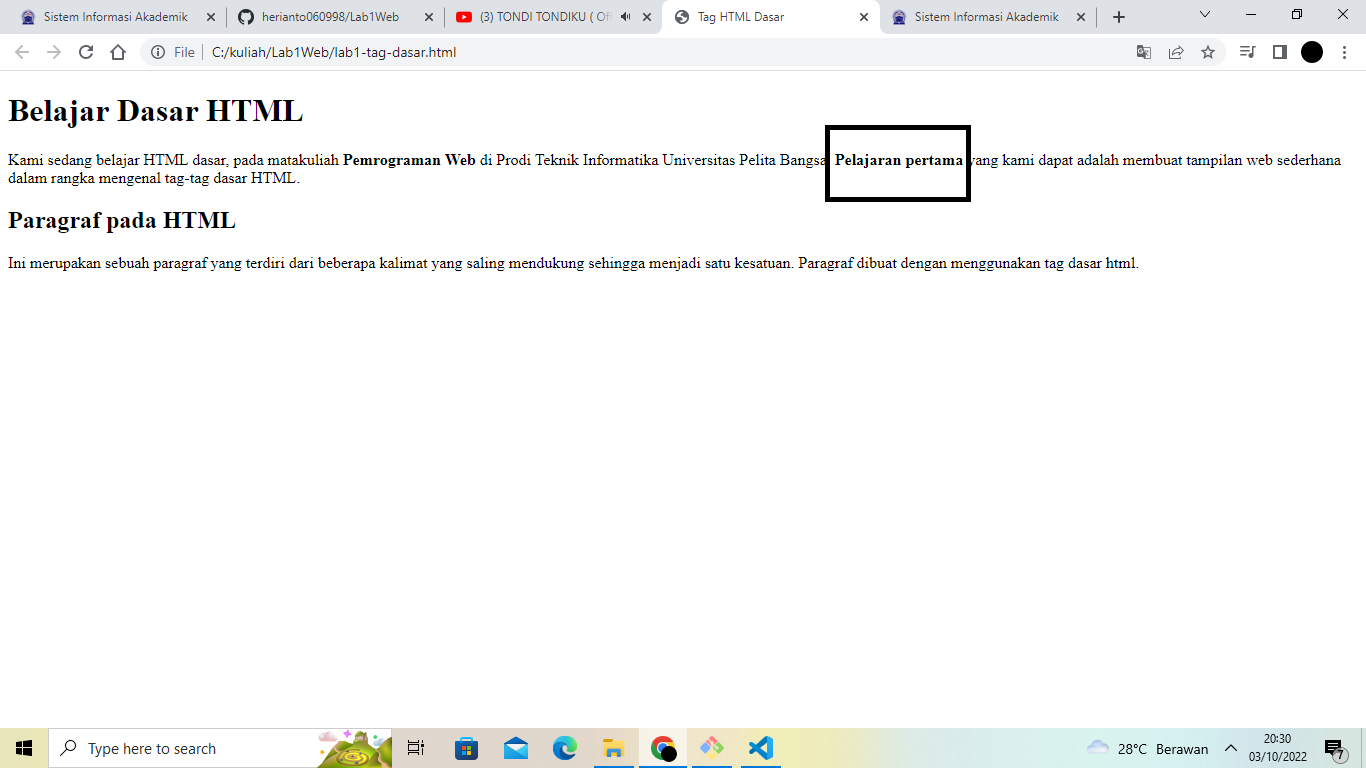 Sistem Informasi Akademik
herianto060998/Lab1Web
(3) TONDI TONDIKU ( Of
Tag HTML Dasar
Sistem Informasi Akademik
File
C:/kuliah/Lab1Web/lab1-tag-dasar.html
Belajar Dasar HTML
Kami sedang belajar HTML dasar, pada matakuliah Pemrograman Web di Prodi Teknik Informatika Universitas Pelita Bangsa Pelajaran pertama yang kami dapat adalah membuat tampilan web sederhana
dalam rangka mengenal tag-tag dasar HTML.
Paragraf pada HTML
Ini merupakan sebuah paragraf yang terdiri dari beberapa kalimat yang saling mendukung sehingga menjadi satu kesatuan. Paragraf dibuat dengan menggunakan tag dasar html.
Type here to search
28°C Berawan
20:30
03/10/2022
7